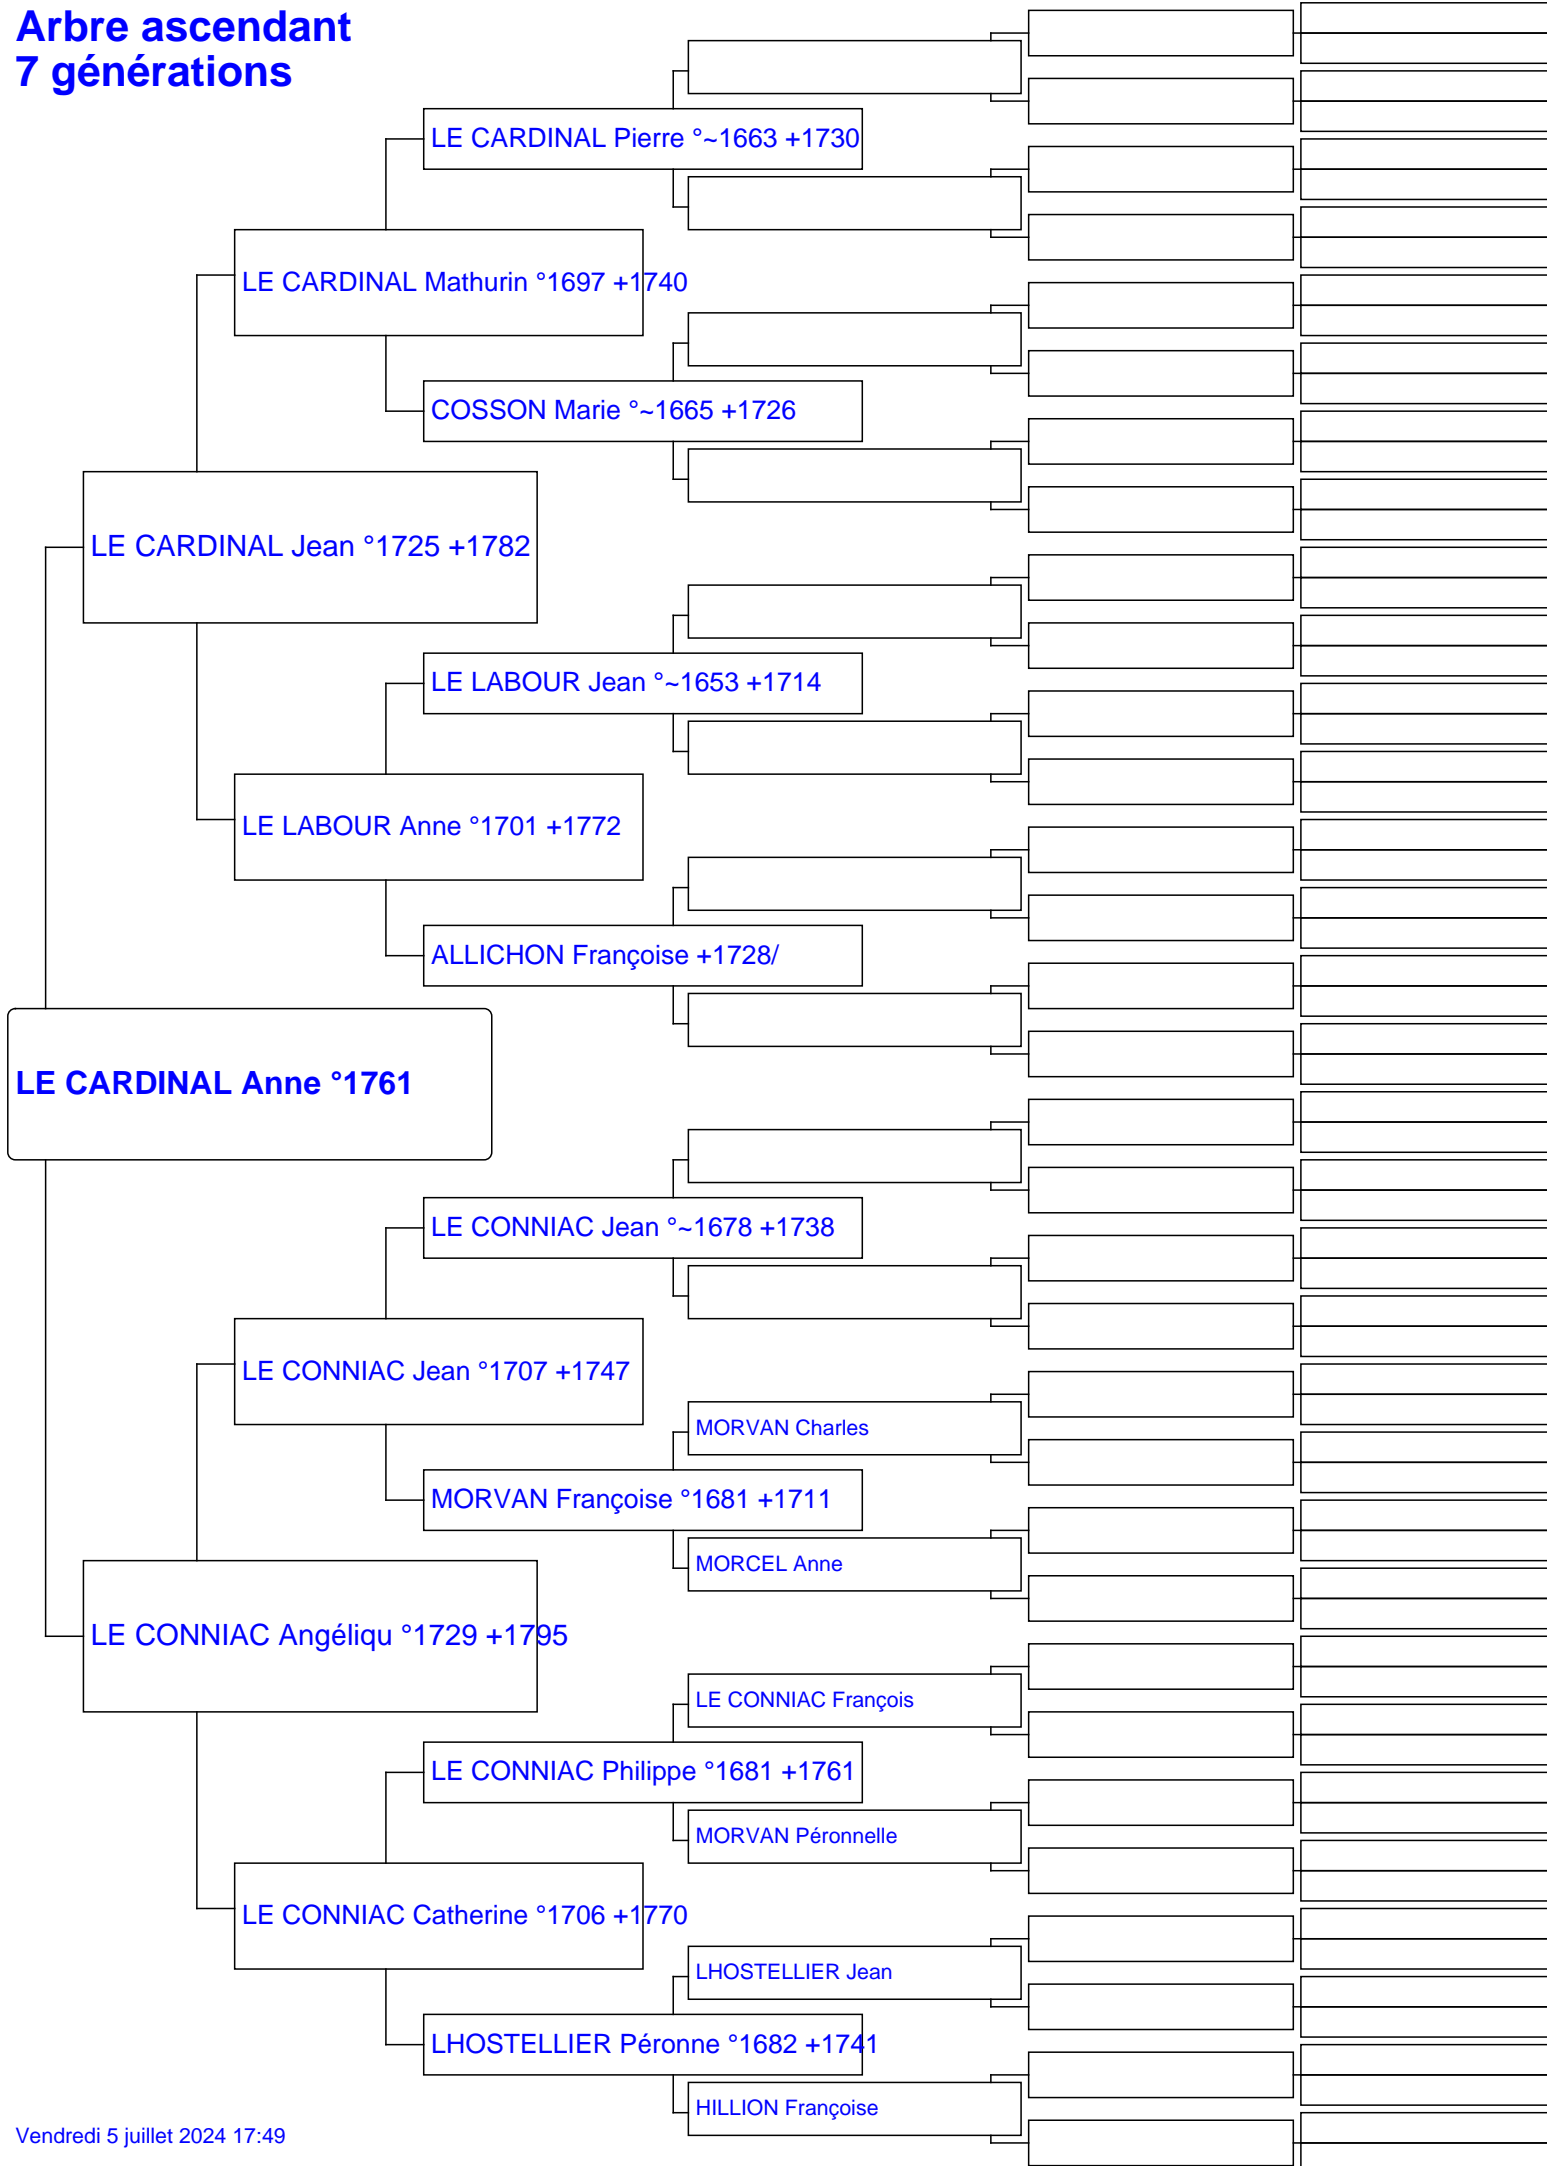 Arbre ascendant
7 générations
LE CARDINAL Pierre °~1663 +1730
LE CARDINAL Mathurin °1697 +1740
COSSON Marie °~1665 +1726
LE CARDINAL Jean °1725 +1782
LE LABOUR Jean °~1653 +1714
LE LABOUR Anne °1701 +1772
ALLICHON Françoise +1728/
LE CARDINAL Anne °1761
LE CONNIAC Jean °~1678 +1738
LE CONNIAC Jean °1707 +1747
MORVAN Charles
MORVAN Françoise °1681 +1711
MORCEL Anne
LE CONNIAC Angéliqu °1729 +1795
LE CONNIAC François
LE CONNIAC Philippe °1681 +1761
MORVAN Péronnelle
LE CONNIAC Catherine °1706 +1770
LHOSTELLIER Jean
LHOSTELLIER Péronne °1682 +1741
HILLION Françoise
Vendredi 5 juillet 2024 17:49